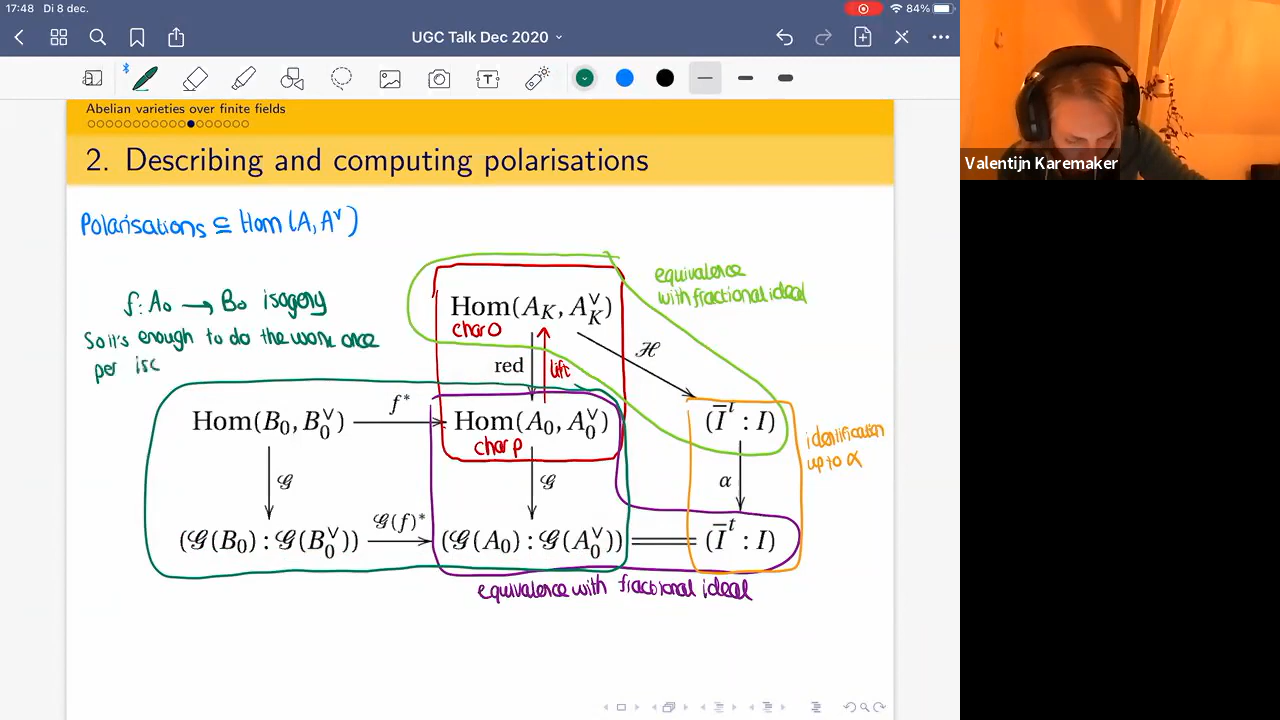 17:48 Di 8 dec.
84%
UGC Talk Dec 2020
Abelian varieties over finite fields
2. Describing and computing polarisations
Polarisations ⊆ Hom(A, A^∨)
equivalence
with fractional ideal
f: A₀ → B₀ isogeny
So it's enough to do the work once
per iso
Hom(A_K, A_K^∨)
char 0
ℋ
red
lift
Hom(B₀, B₀^∨)
f*
Hom(A₀, A₀^∨)
char p
(Ī^t : I)
identification
up to α
𝒢
𝒢
α
(𝒢(B₀) : 𝒢(B₀^∨))
𝒢(f)*
(𝒢(A₀) : 𝒢(A₀^∨))
(Ī^t : I)
equivalence with fractional ideal
Valentijn Karemaker